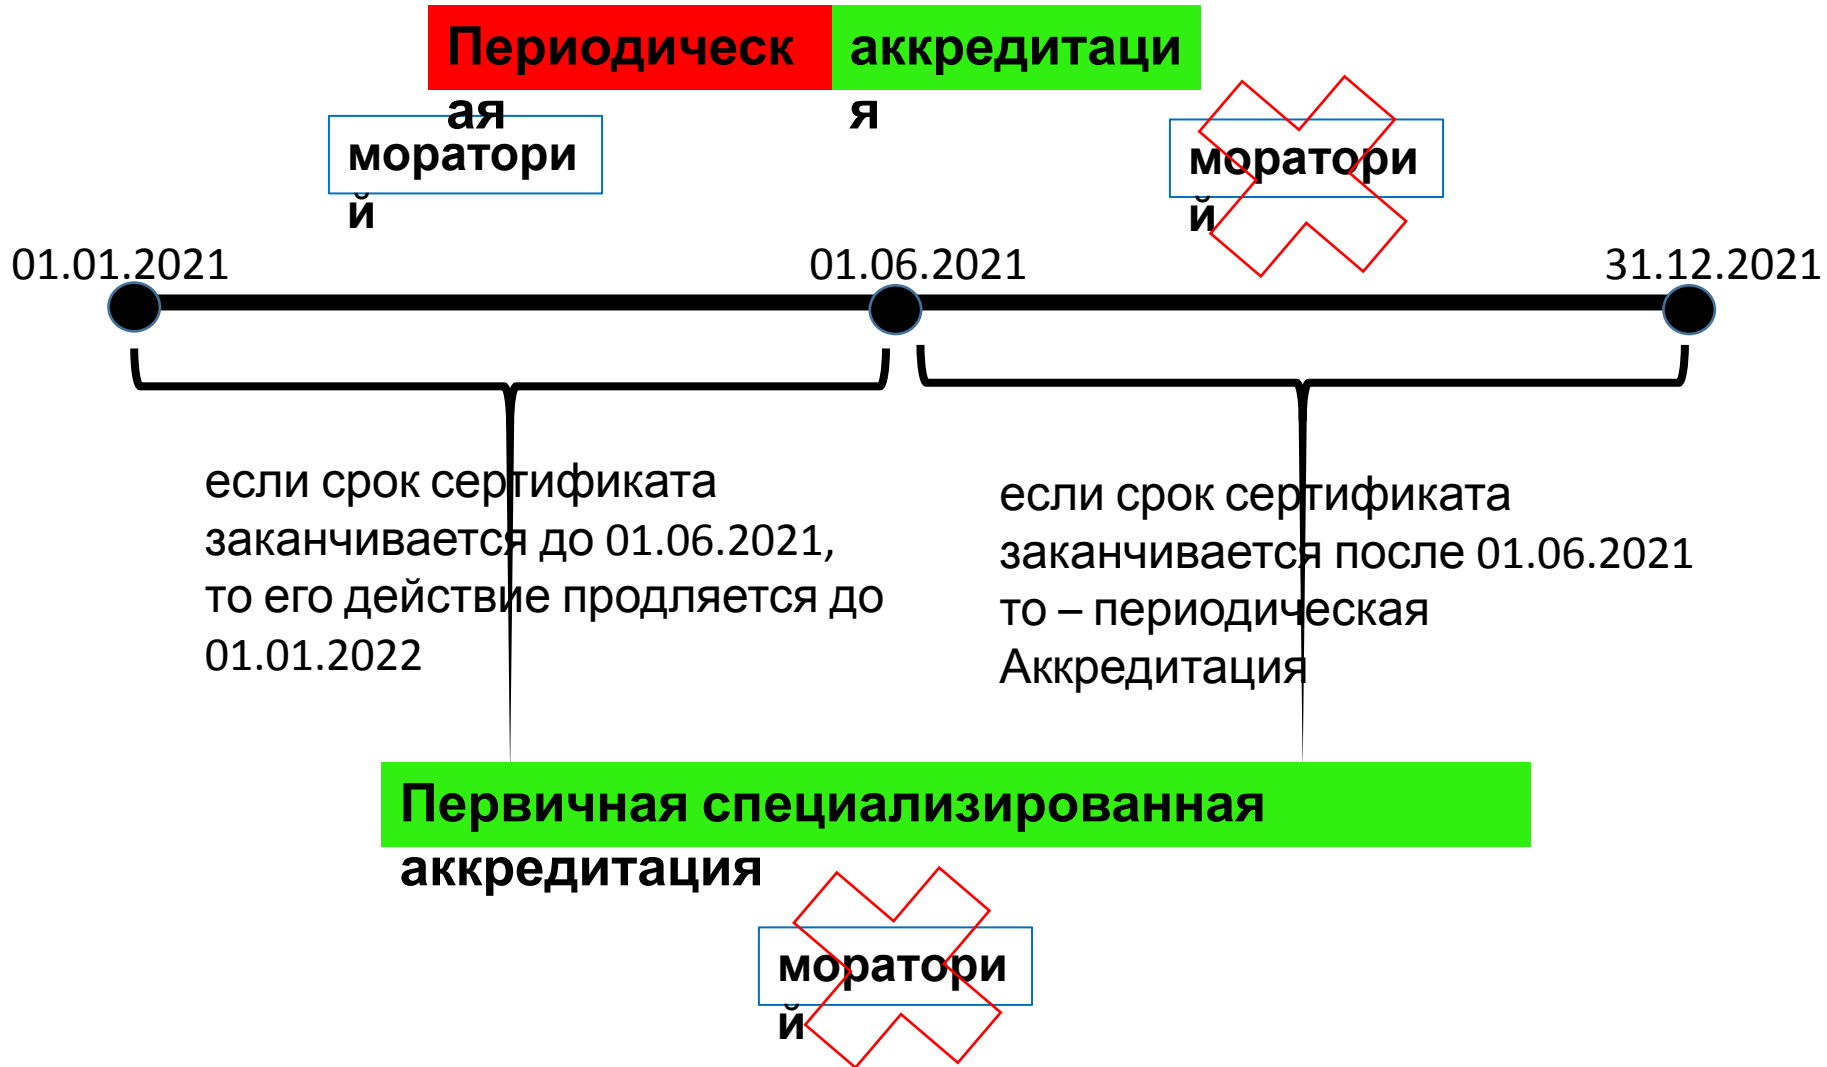 Периодическ
ая
аккредитаци
я
моратори
й
моратори
й
01.01.2021
01.06.2021
31.12.2021
если срок сертификата
заканчивается до 01.06.2021,
то его действие продляется до
01.01.2022
если срок сертификата
заканчивается после 01.06.2021
то – периодическая
Аккредитация
Первичная специализированная
аккредитация
моратори
й